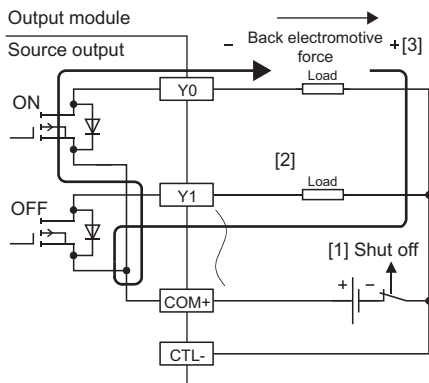 Output module
Source output
Back electromotive
force
- +[3]
Load
Y0
ON
[2]
Load
Y1
OFF
[1] Shut off
+ -
COM+
CTL-